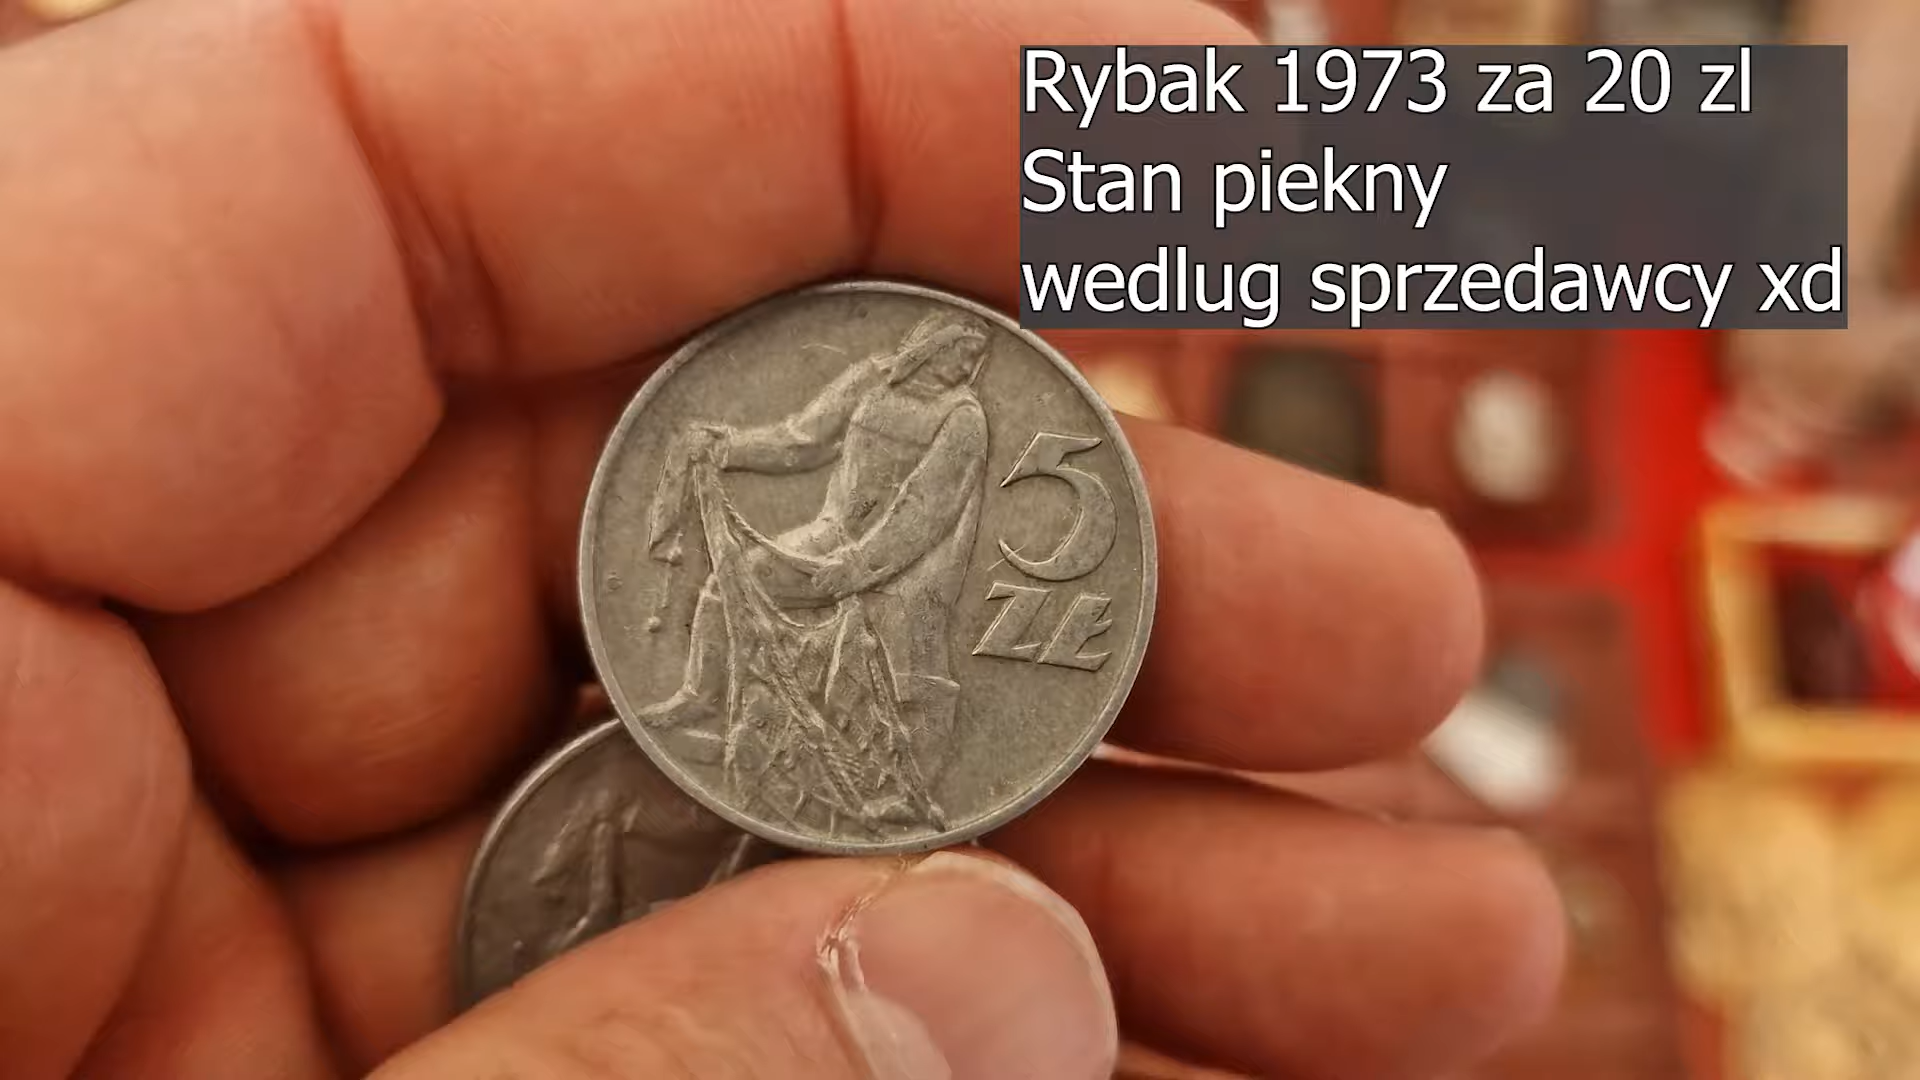 Rybak 1973 za 20 zl
Stan piekny
wedlug sprzedawcy xd
5
ZŁ